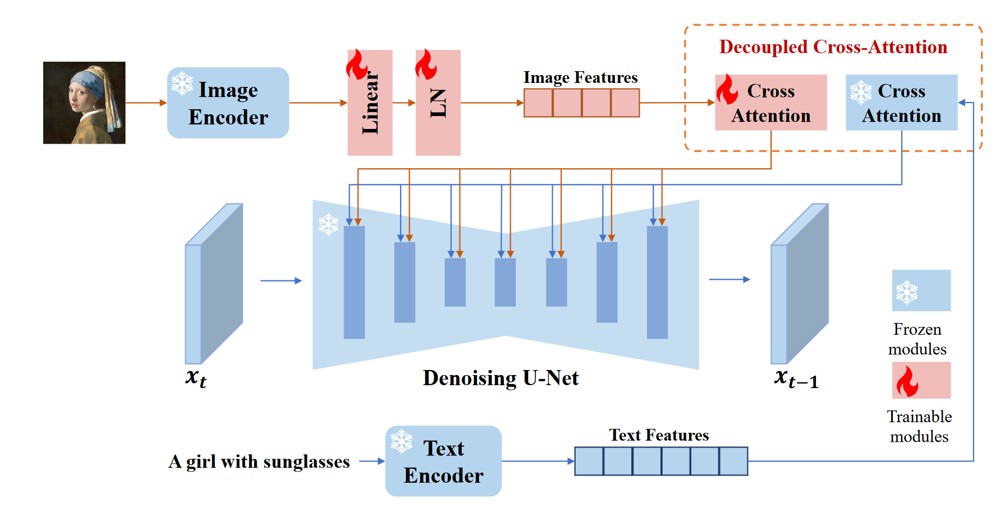 Decoupled Cross-Attention
Image
Encoder
Linear
LN
Image Features
Cross
Attention
Cross
Attention
x_t
Denoising U-Net
x_{t-1}
Frozen
modules
Trainable
modules
A girl with sunglasses
Text
Encoder
Text Features